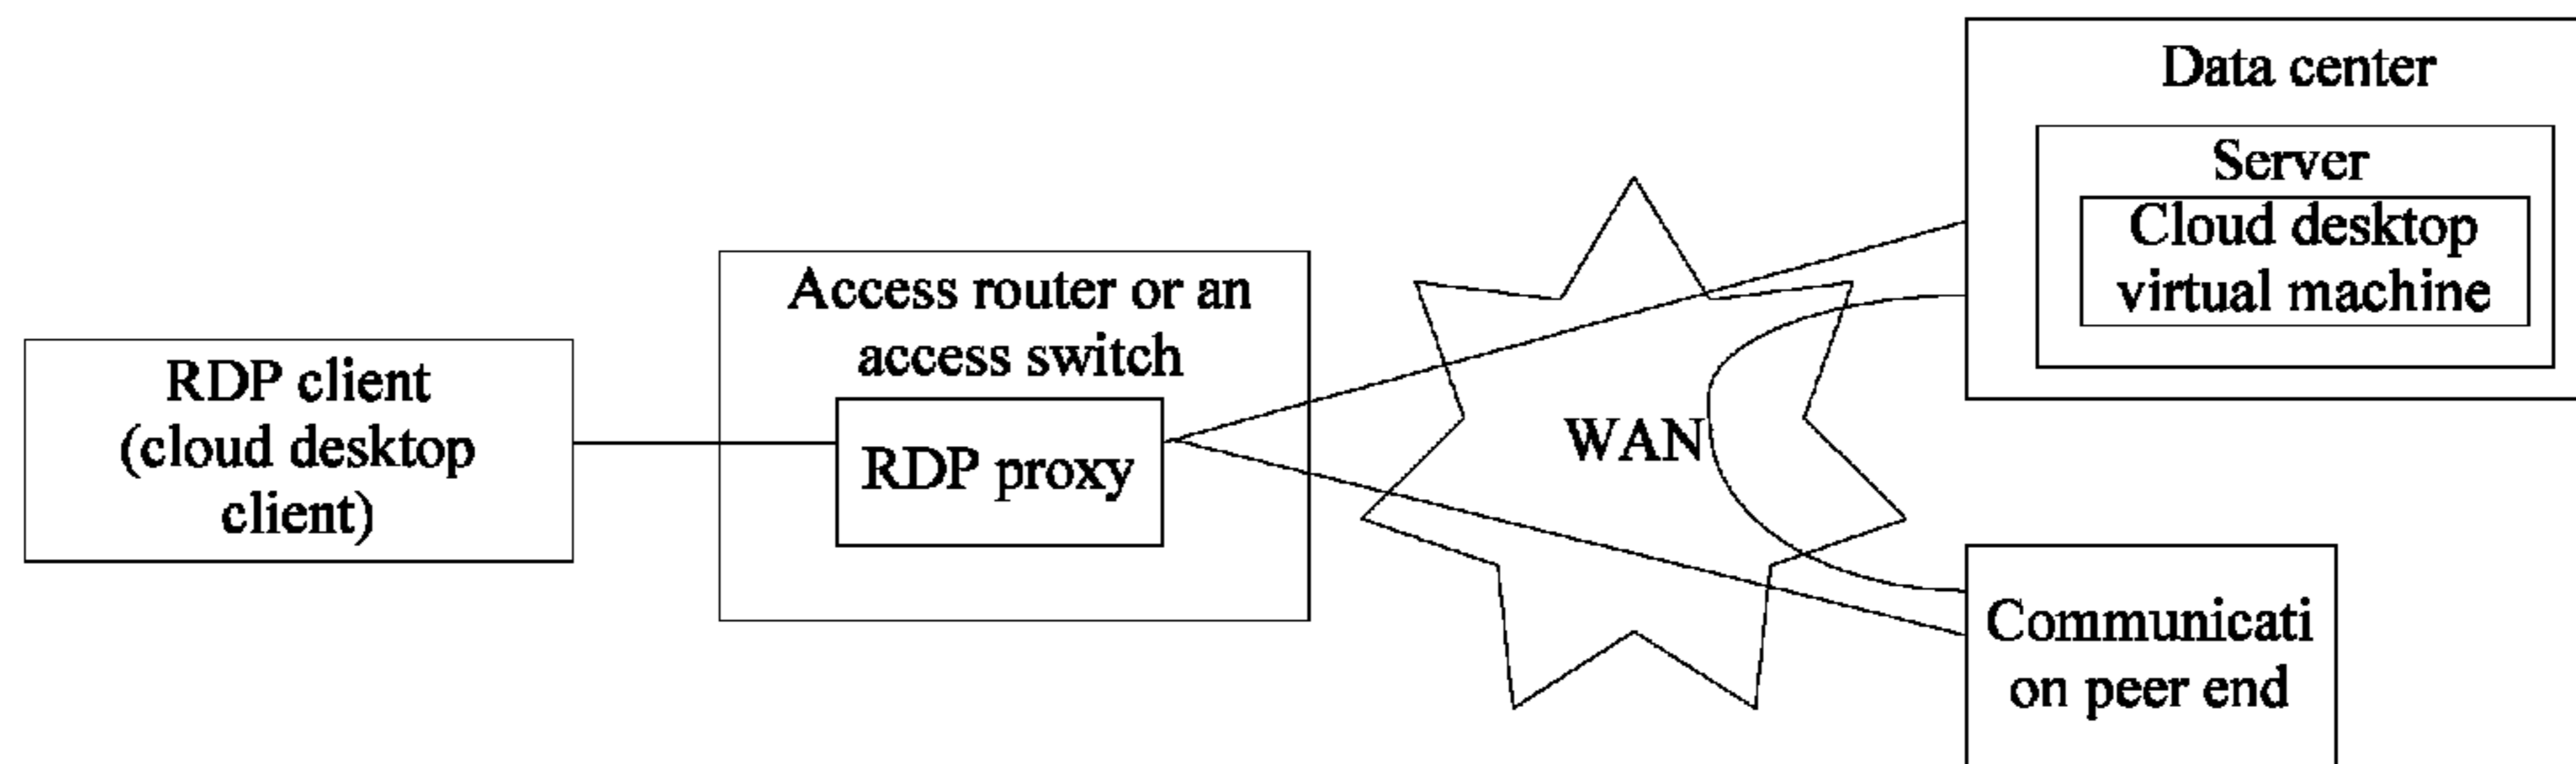 RDP client
(cloud desktop
client)
Access router or an
access switch
RDP proxy
WAN
Data center
Server
Cloud desktop
virtual machine
Communicati
on peer end